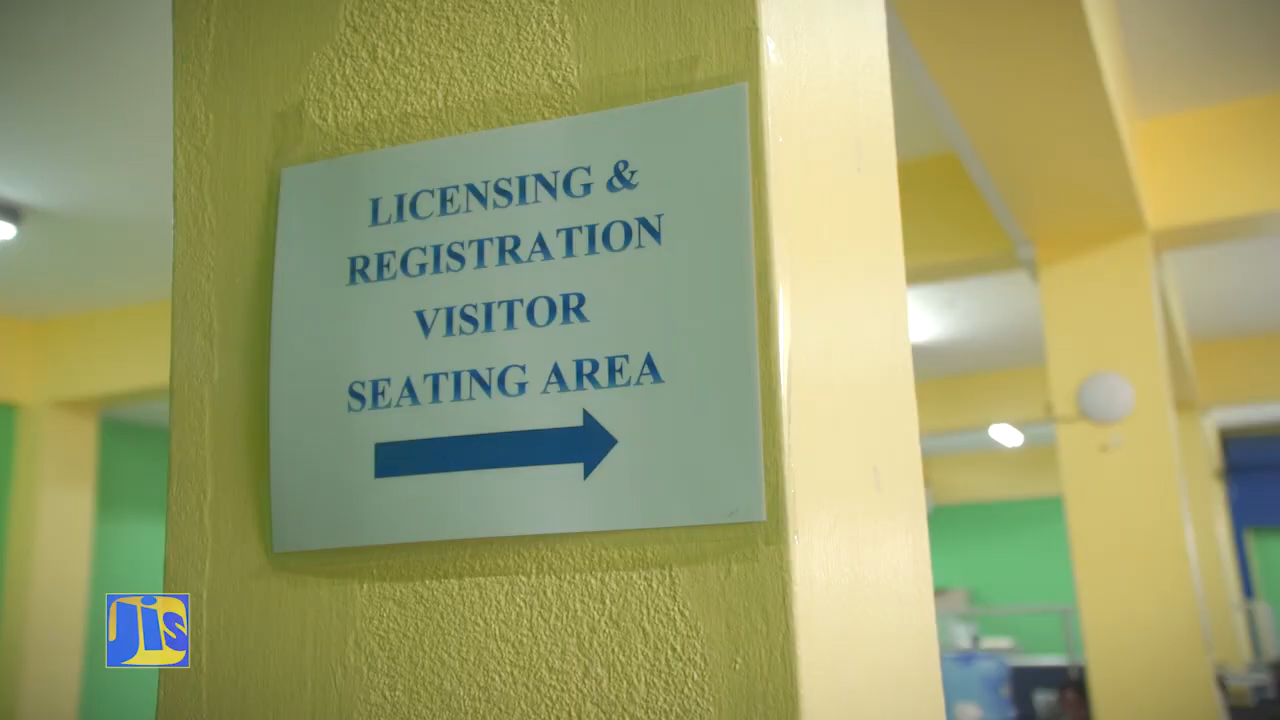 LICENSING &
REGISTRATION
VISITOR
SEATING AREA
JIS